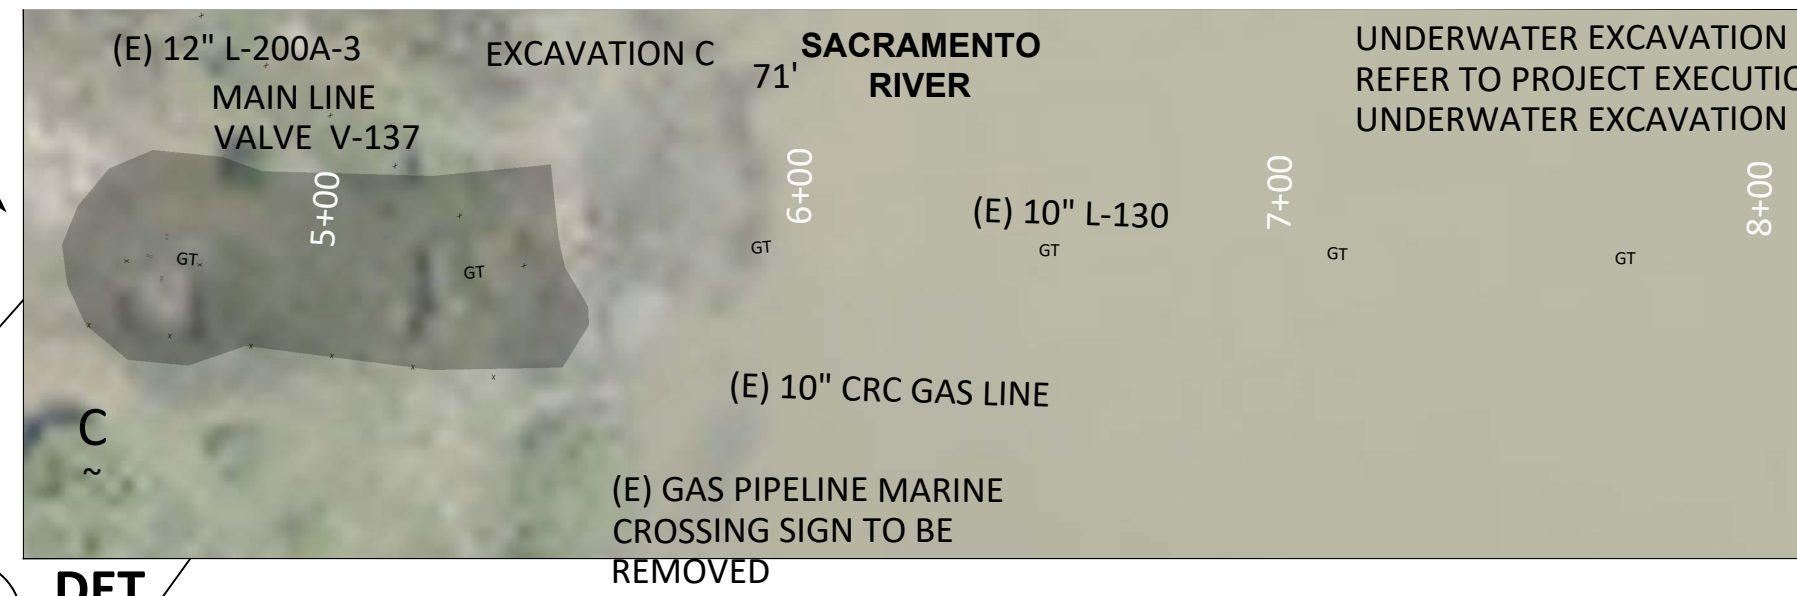 (E) 12" L-200A-3
MAIN LINE
VALVE V-137
EXCAVATION C
71'
SACRAMENTO
RIVER
UNDERWATER EXCAVATION
REFER TO PROJECT EXECUTIO
UNDERWATER EXCAVATION
5+00
6+00
7+00
8+00
(E) 10" L-130
GT
GT
GT
GT
GT
GT
(E) 10" CRC GAS LINE
C
~
(E) GAS PIPELINE MARINE
CROSSING SIGN TO BE
REMOVED